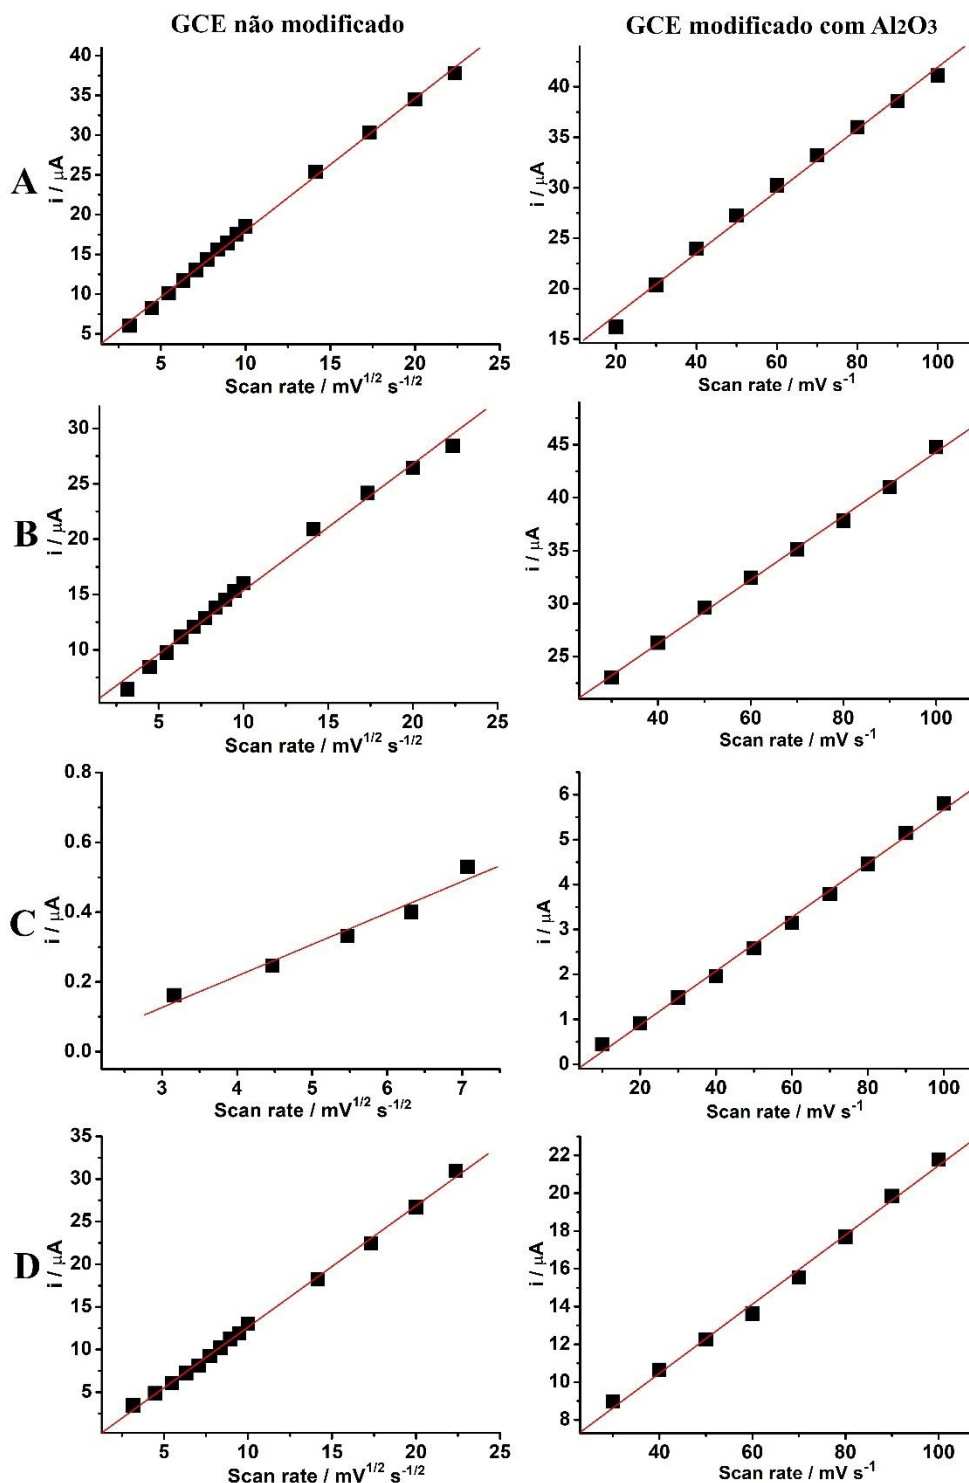 GCE não modificado
GCE modificado com Al2O3
A
i / μA
40
35
30
25
20
15
10
5
5 10 15 20 25
Scan rate / mV1/2 s-1/2
i / μA
40
35
30
25
20
15
20 40 60 80 100
Scan rate / mV s-1
B
i / μA
30
25
20
15
10
5 10 15 20 25
Scan rate / mV1/2 s-1/2
i / μA
45
40
35
30
25
40 60 80 100
Scan rate / mV s-1
C
i / μA
0.8
0.6
0.4
0.2
0.0
3 4 5 6 7
Scan rate / mV1/2 s-1/2
i / μA
6
5
4
3
2
1
0
20 40 60 80 100
Scan rate / mV s-1
D
i / μA
35
30
25
20
15
10
5
5 10 15 20 25
Scan rate / mV1/2 s-1/2
i / μA
22
20
18
16
14
12
10
8
40 60 80 100
Scan rate / mV s-1